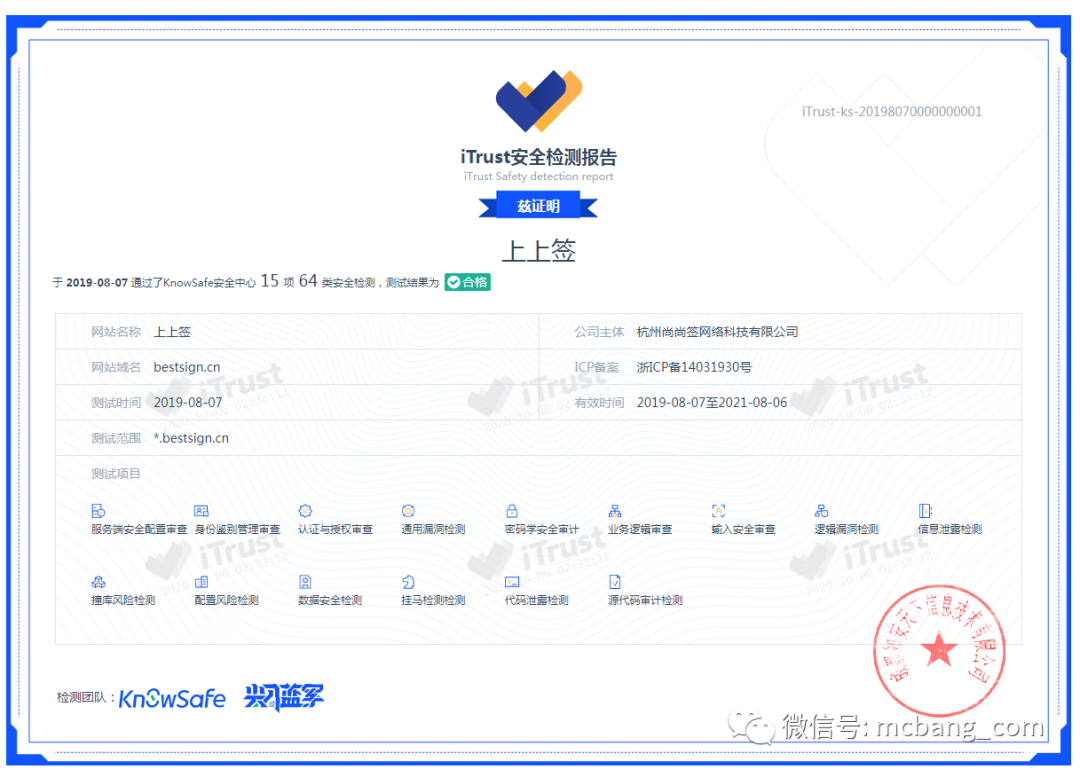 iTrust-ks-20198070000000001
iTrust安全检测报告
iTrust Safety detection report
兹证明
上上签
于 2019-08-07 通过了KnowSafe安全中心 15 项 64 类安全检测，测试结果为 合格
网站名称 上上签 公司主体 杭州尚尚签网络科技有限公司
网站域名 bestsign.cn ICP备案 浙ICP备14031930号
测试时间 2019-08-07 有效时间 2019-08-07至2021-08-06
测试范围 *.bestsign.cn
测试项目
服务端安全配置审查 身份鉴别管理审查 认证与授权审查 通用漏洞检测 密码学安全审计 业务逻辑审查 输入安全审查 逻辑漏洞检测 信息泄露检测
撞库风险检测 配置风险检测 数据安全检测 挂马检测检测 代码泄露检测 源代码审计检测
iTrust iTrust iTrust
2020-10-06 02:33:12
iTrust iTrust iTrust
检测团队：KnowSafe
安天下信息技术有限公司
微信号: mcbang_com